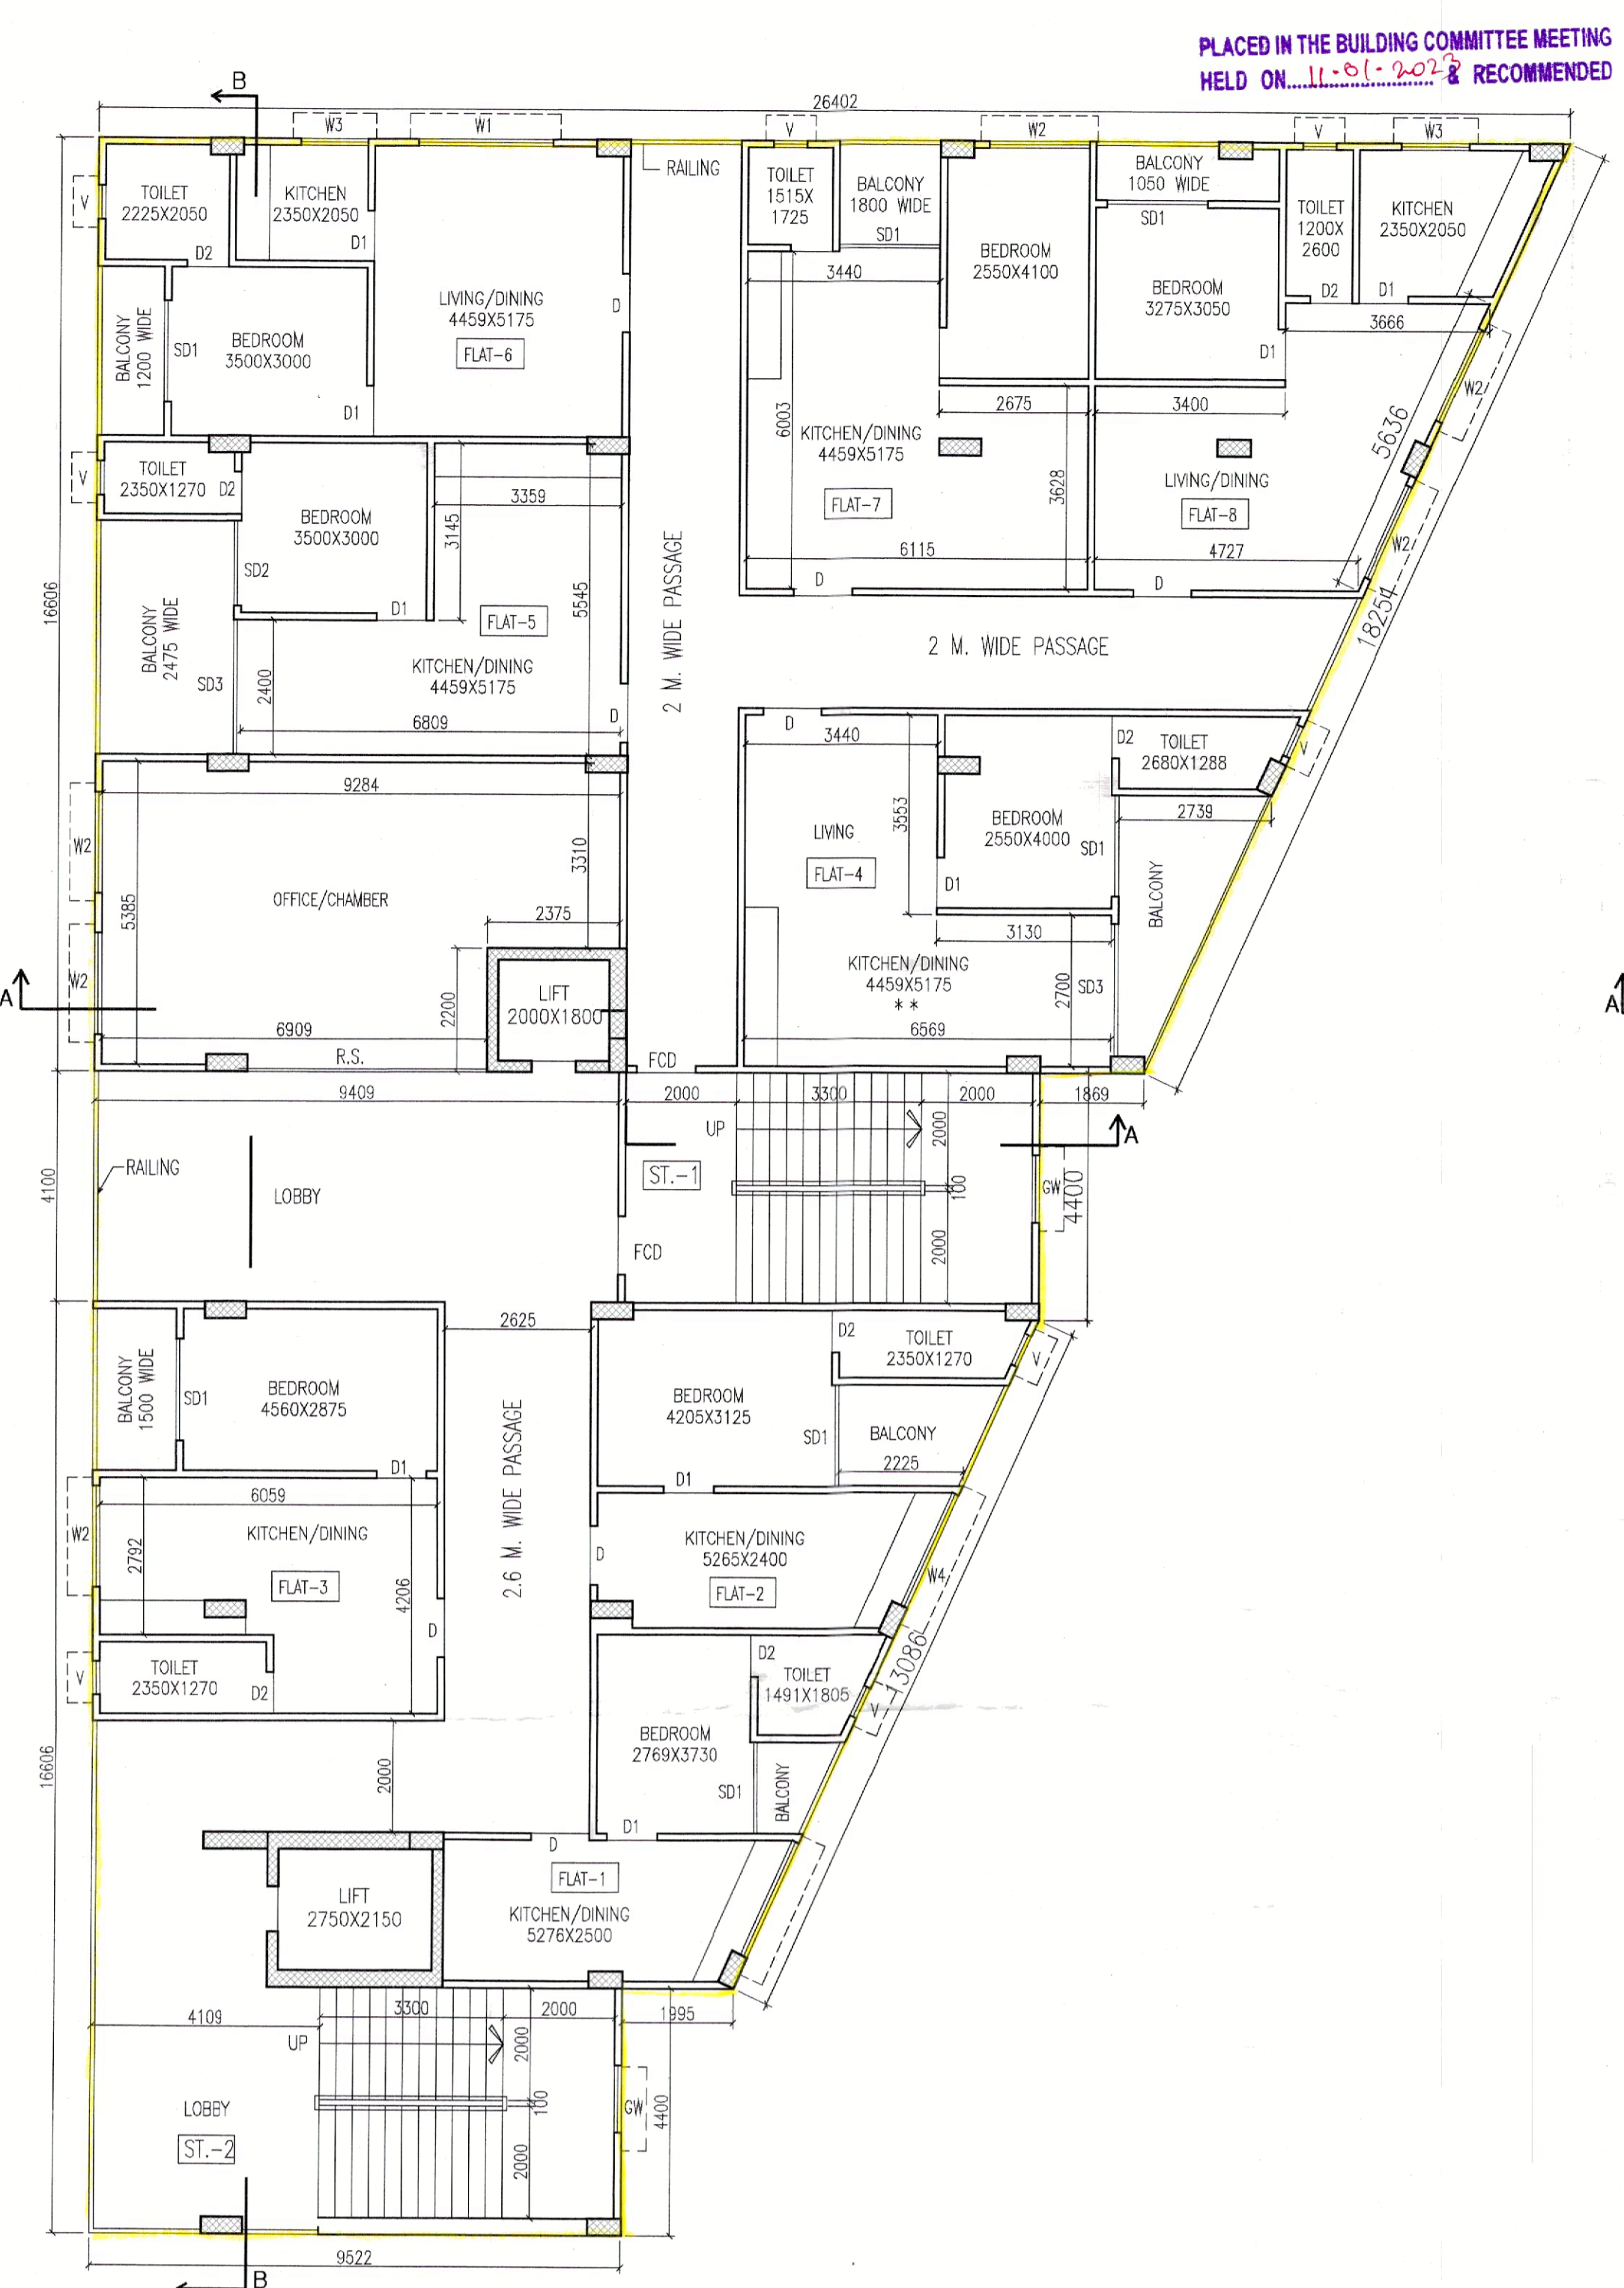 PLACED IN THE BUILDING COMMITTEE MEETING
HELD ON 11-01-2023 & RECOMMENDED
B
26402
W3
W1
V
W2
V
W3
RAILING
TOILET
2225X2050
V
D2
KITCHEN
2350X2050
D1
LIVING/DINING
4459X5175
FLAT-6
D
BALCONY
1200 WIDE
SD1
BEDROOM
3500X3000
D1
TOILET
1515X
1725
BALCONY
1800 WIDE
SD1
3440
BEDROOM
2550X4100
BALCONY
1050 WIDE
SD1
BEDROOM
3275X3050
D1
TOILET
1200X
2600
D2
KITCHEN
2350X2050
D1
3666
W2
5636
2675
3400
6003
KITCHEN/DINING
4459X5175
FLAT-7
3628
6115
D
LIVING/DINING
FLAT-8
4727
D
W2
18251
16606
V
TOILET
2350X1270
D2
BEDROOM
3500X3000
SD2
D1
3359
3145
5545
FLAT-5
KITCHEN/DINING
4459X5175
BALCONY
2475 WIDE
SD3
2400
6809
D
2 M. WIDE PASSAGE
2 M. WIDE PASSAGE
D
3440
D2
TOILET
2680X1288
V
2739
3553
LIVING
FLAT-4
BEDROOM
2550X4000
SD1
D1
BALCONY
3130
KITCHEN/DINING
4459X5175
**
2700
SD3
6569
9284
W2
5385
OFFICE/CHAMBER
3310
2375
W2
A
LIFT
2000X1800
2200
6909
R.S.
FCD
A
9409
2000
3300
2000
1869
UP
2000
A
RAILING
4100
LOBBY
ST.-1
100
GW
4400
FCD
2000
2625
BALCONY
1500 WIDE
SD1
BEDROOM
4560X2875
D1
2.6 M. WIDE PASSAGE
D2
TOILET
2350X1270
V
BEDROOM
4205X3125
SD1
BALCONY
2225
D1
6059
W2
2792
KITCHEN/DINING
FLAT-3
4206
D
KITCHEN/DINING
5265X2400
FLAT-2
D
W4
13086
V
TOILET
2350X1270
D2
D2
TOILET
1491X1805
V
BEDROOM
2769X3730
SD1
BALCONY
D1
16606
2000
D
FLAT-1
KITCHEN/DINING
5276X2500
LIFT
2750X2150
4109
3300
2000
1995
UP
2000
100
GW
4400
LOBBY
ST.-2
2000
9522
B